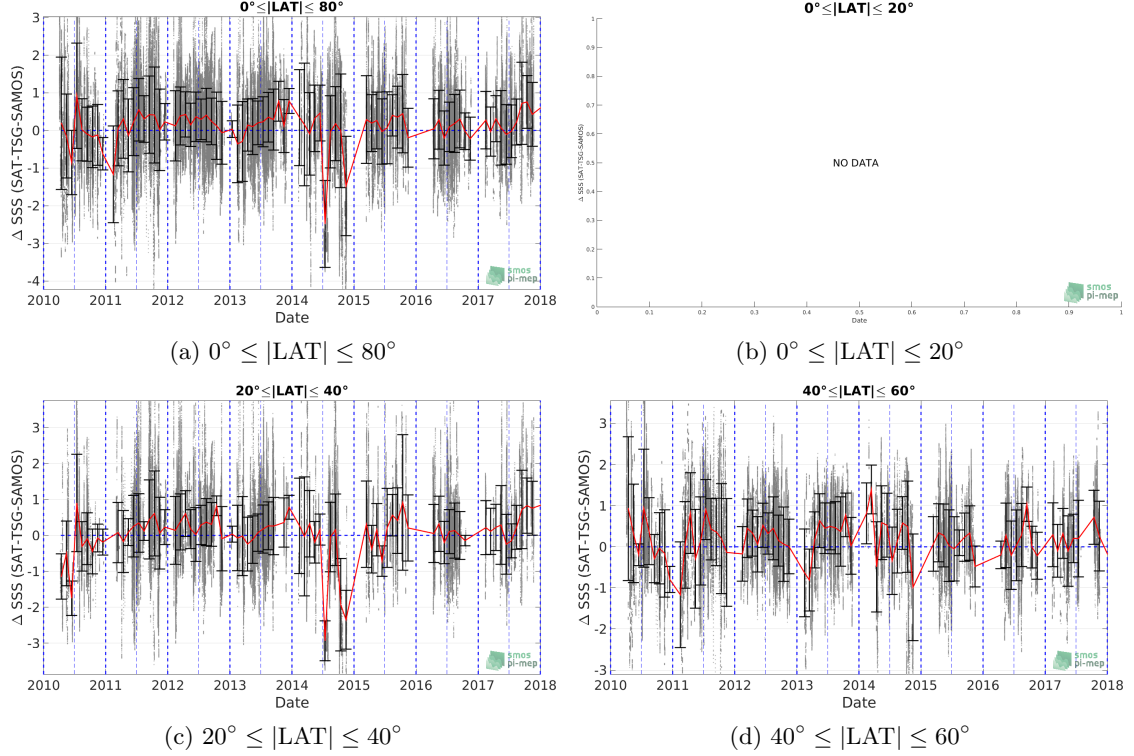 0°≤|LAT|≤ 80°
Δ SSS (SAT-TSG-SAMOS)
3
2
1
0
-1
-2
-3
-4
2010 2011 2012 2013 2014 2015 2016 2017 2018
Date
smos
pi-mep
(a) 0° ≤ |LAT| ≤ 80°
0°≤|LAT|≤ 20°
Δ SSS (SAT-TSG-SAMOS)
1
0.9
0.8
0.7
0.6
0.5
0.4
0.3
0.2
0.1
0
NO DATA
0 0.1 0.2 0.3 0.4 0.5 0.6 0.7 0.8 0.9 1
Date
smos
pi-mep
(b) 0° ≤ |LAT| ≤ 20°
20°≤|LAT|≤ 40°
Δ SSS (SAT-TSG-SAMOS)
3
2
1
0
-1
-2
-3
2010 2011 2012 2013 2014 2015 2016 2017 2018
Date
smos
pi-mep
(c) 20° ≤ |LAT| ≤ 40°
40°≤|LAT|≤ 60°
Δ SSS (SAT-TSG-SAMOS)
3
2
1
0
-1
-2
-3
2010 2011 2012 2013 2014 2015 2016 2017 2018
Date
smos
pi-mep
(d) 40° ≤ |LAT| ≤ 60°